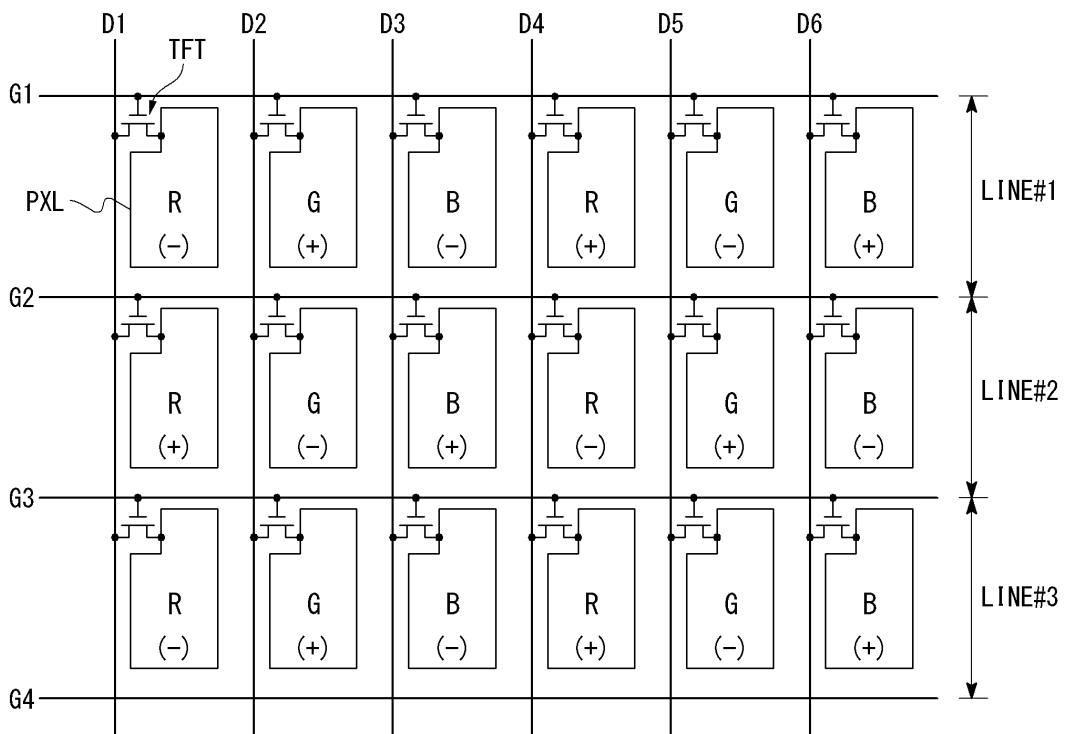 D1 D2 D3 D4 D5 D6
TFT
G1
PXL
R G B R G B
(−) (+) (−) (+) (−) (+)
LINE#1
G2
R G B R G B
(+) (−) (+) (−) (+) (−)
LINE#2
G3
R G B R G B
(−) (+) (−) (+) (−) (+)
LINE#3
G4